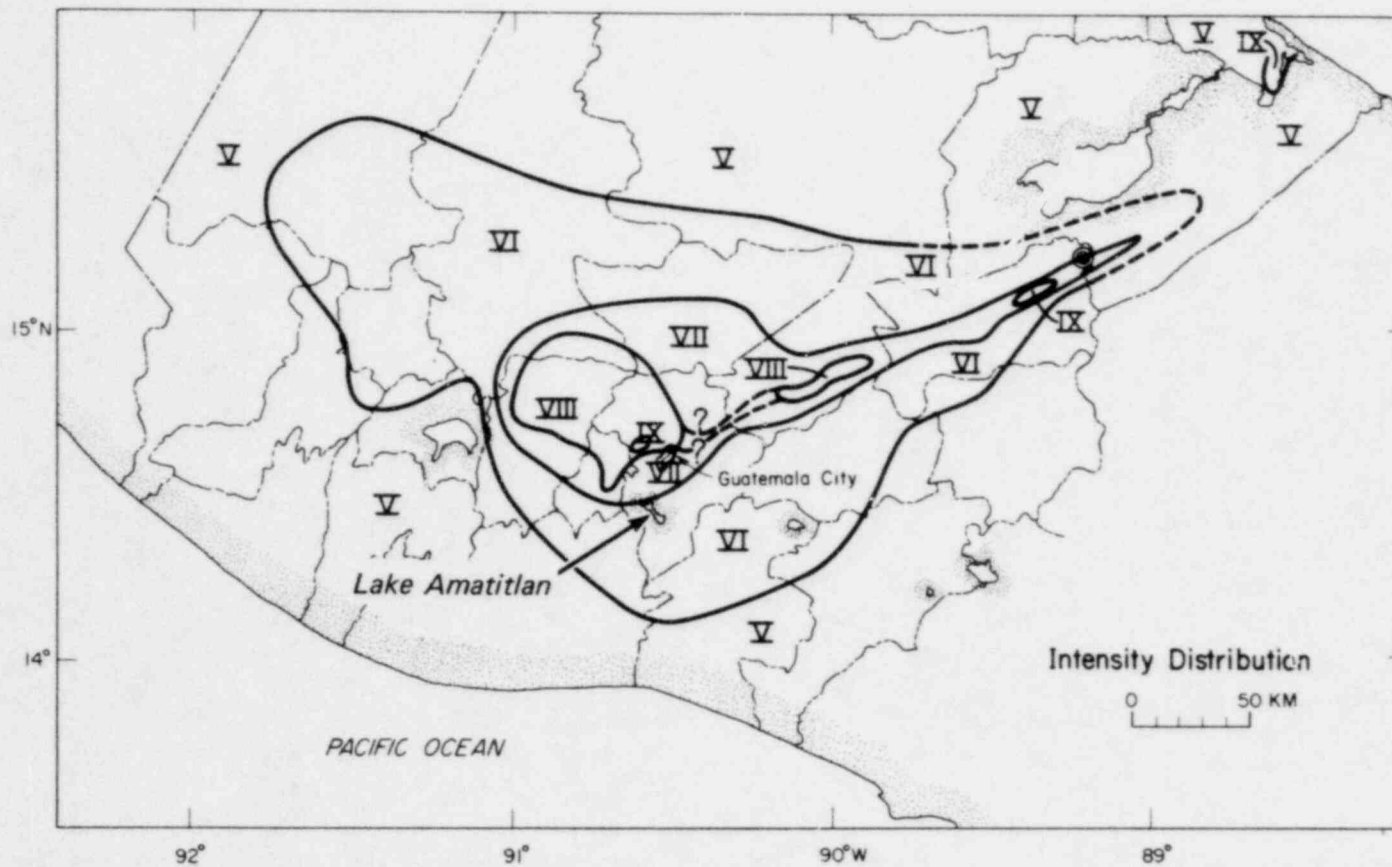 V
IX
V
V
V
V
VI
VI
15°N
VII
IX
VIII
VI
VIII
?
IX
VII
Guatemala City
V
VI
Lake Amatitlan
V
14°
Intensity Distribution
0 50 KM
PACIFIC OCEAN
92° 91° 90°W 89°